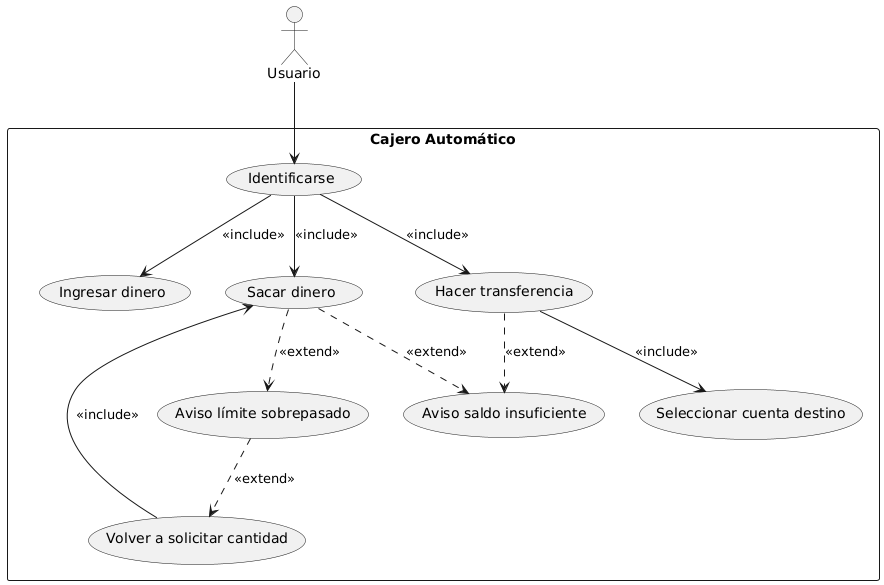 Usuario
Cajero Automático
Identificarse
«include»
«include»
«include»
Ingresar dinero
Sacar dinero
Hacer transferencia
«extend»
«extend»
«extend»
«include»
«include»
Aviso límite sobrepasado
Aviso saldo insuficiente
Seleccionar cuenta destino
«extend»
Volver a solicitar cantidad